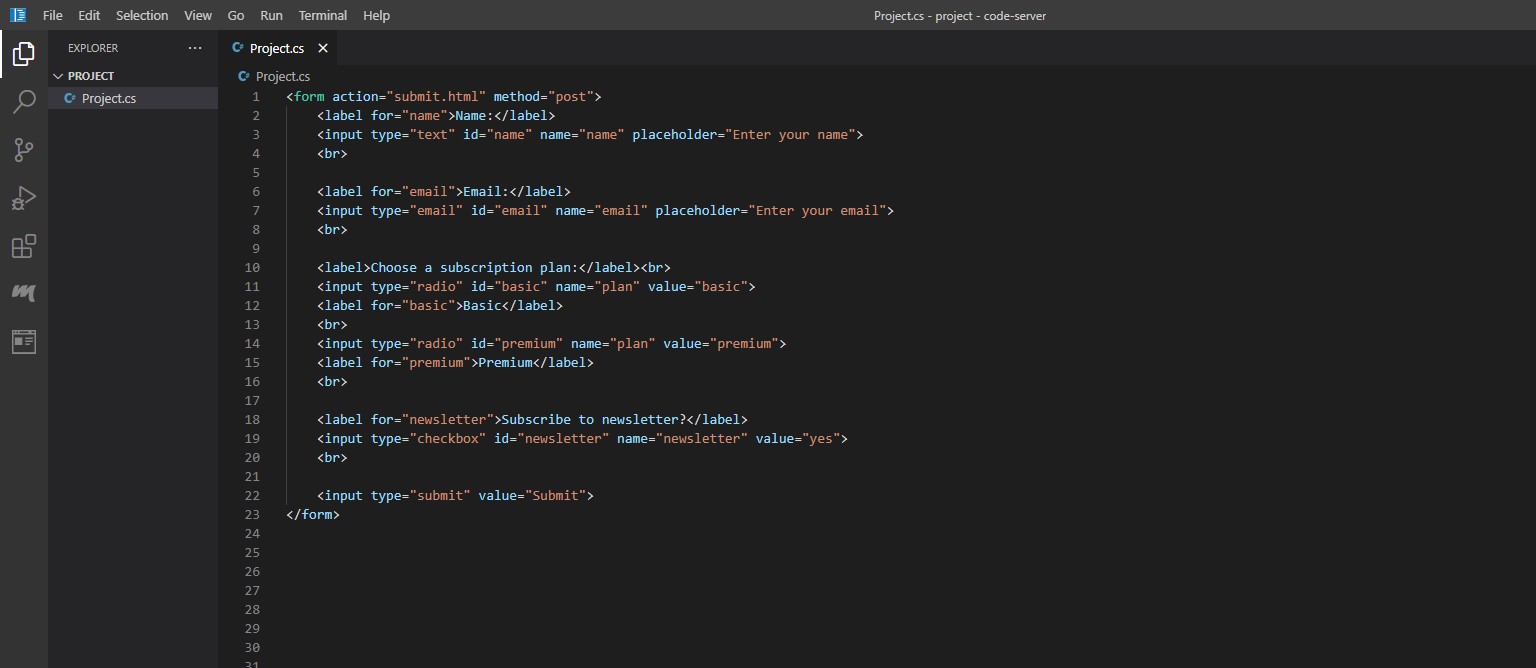 File Edit Selection View Go Run Terminal Help Project.cs - project - code-server
EXPLORER ···
PROJECT
Project.cs
Project.cs
Project.cs
1 <form action="submit.html" method="post">
2     <label for="name">Name:</label>
3     <input type="text" id="name" name="name" placeholder="Enter your name">
4     <br>
5
6     <label for="email">Email:</label>
7     <input type="email" id="email" name="email" placeholder="Enter your email">
8     <br>
9
10     <label>Choose a subscription plan:</label><br>
11     <input type="radio" id="basic" name="plan" value="basic">
12     <label for="basic">Basic</label>
13     <br>
14     <input type="radio" id="premium" name="plan" value="premium">
15     <label for="premium">Premium</label>
16     <br>
17
18     <label for="newsletter">Subscribe to newsletter?</label>
19     <input type="checkbox" id="newsletter" name="newsletter" value="yes">
20     <br>
21
22     <input type="submit" value="Submit">
23 </form>
24
25
26
27
28
29
30
31